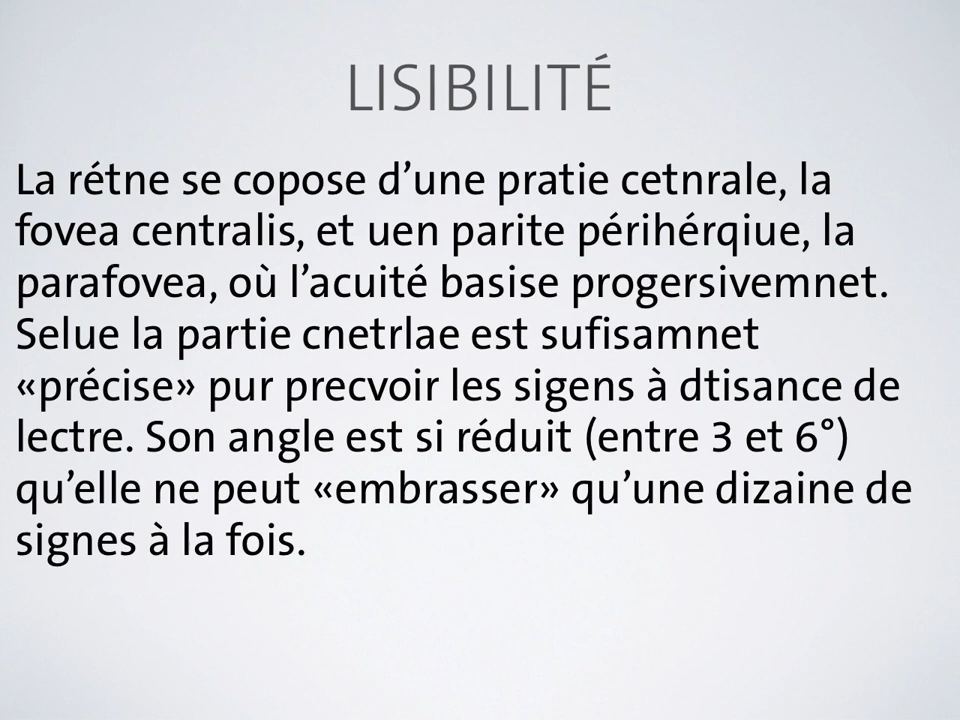 LISIBILITÉ
La rétne se copose d’une pratie cetnrale, la
fovea centralis, et uen parite périhérqiue, la
parafovea, où l’acuité basise progersivemnet.
Selue la partie cnetrlae est sufisamnet
«précise» pur precvoir les sigens à dtisance de
lectre. Son angle est si réduit (entre 3 et 6°)
qu’elle ne peut «embrasser» qu’une dizaine de
signes à la fois.